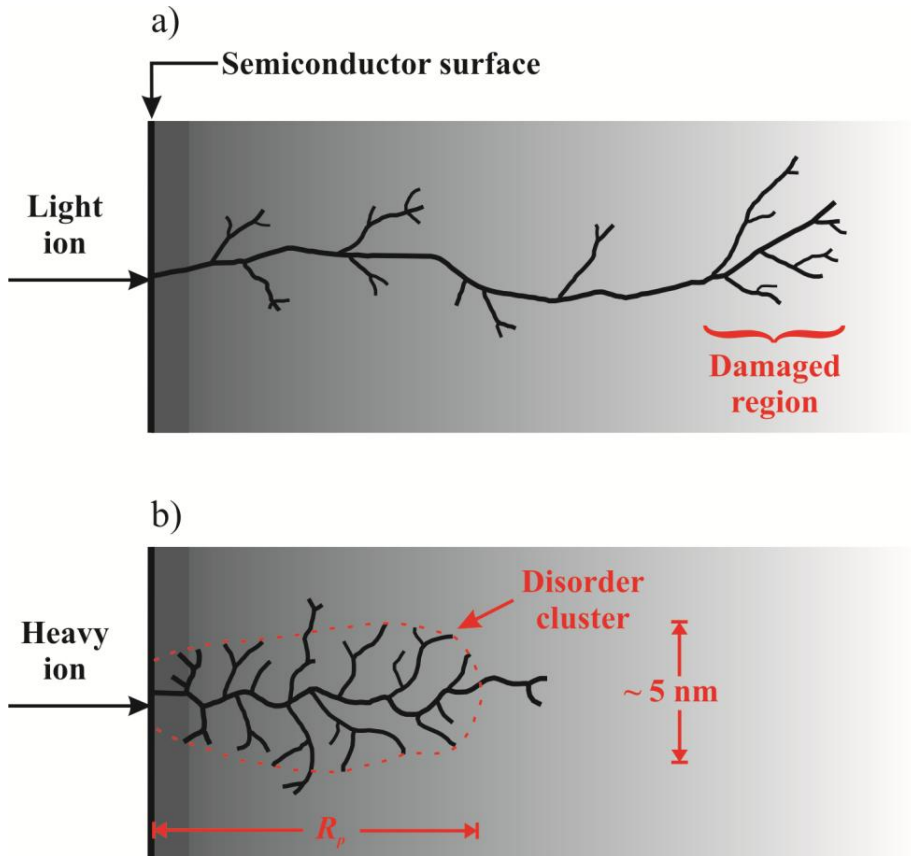 a)
Semiconductor surface
Light
ion
Damaged
region
b)
Disorder
cluster
Heavy
ion
~ 5 nm
Rp